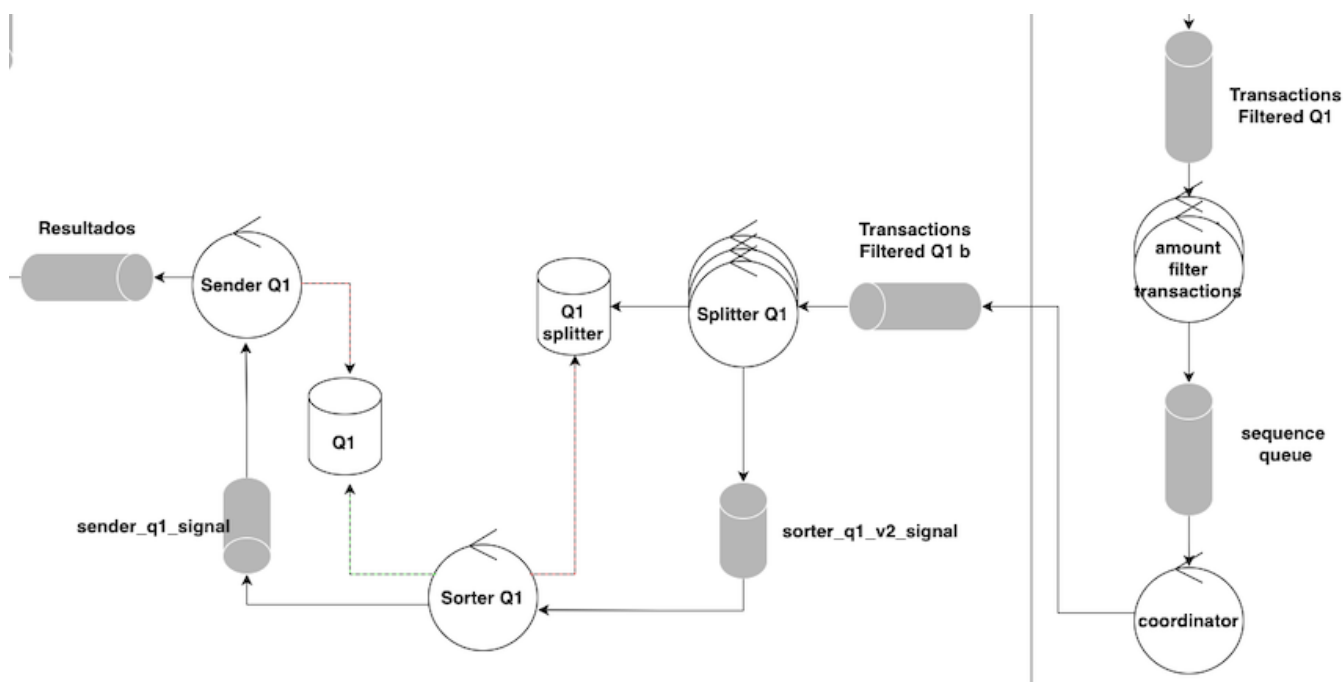 Transactions
Filtered Q1
Resultados
Transactions
Filtered Q1 b
amount
filter
transactions
Sender Q1
Q1
splitter
Splitter Q1
Q1
sequence
queue
sender_q1_signal
sorter_q1_v2_signal
Sorter Q1
coordinator